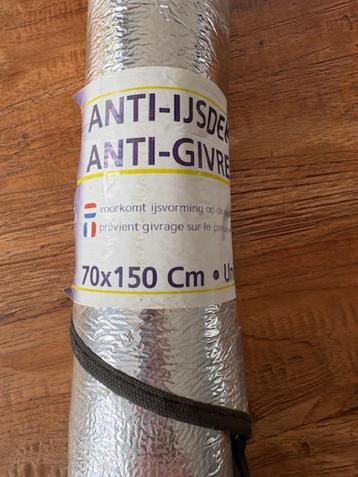 ANTI-IJSDEK
ANTI-GIVRE
voorkomt ijsvorming op de
prévient givrage sur le
70x150 Cm •